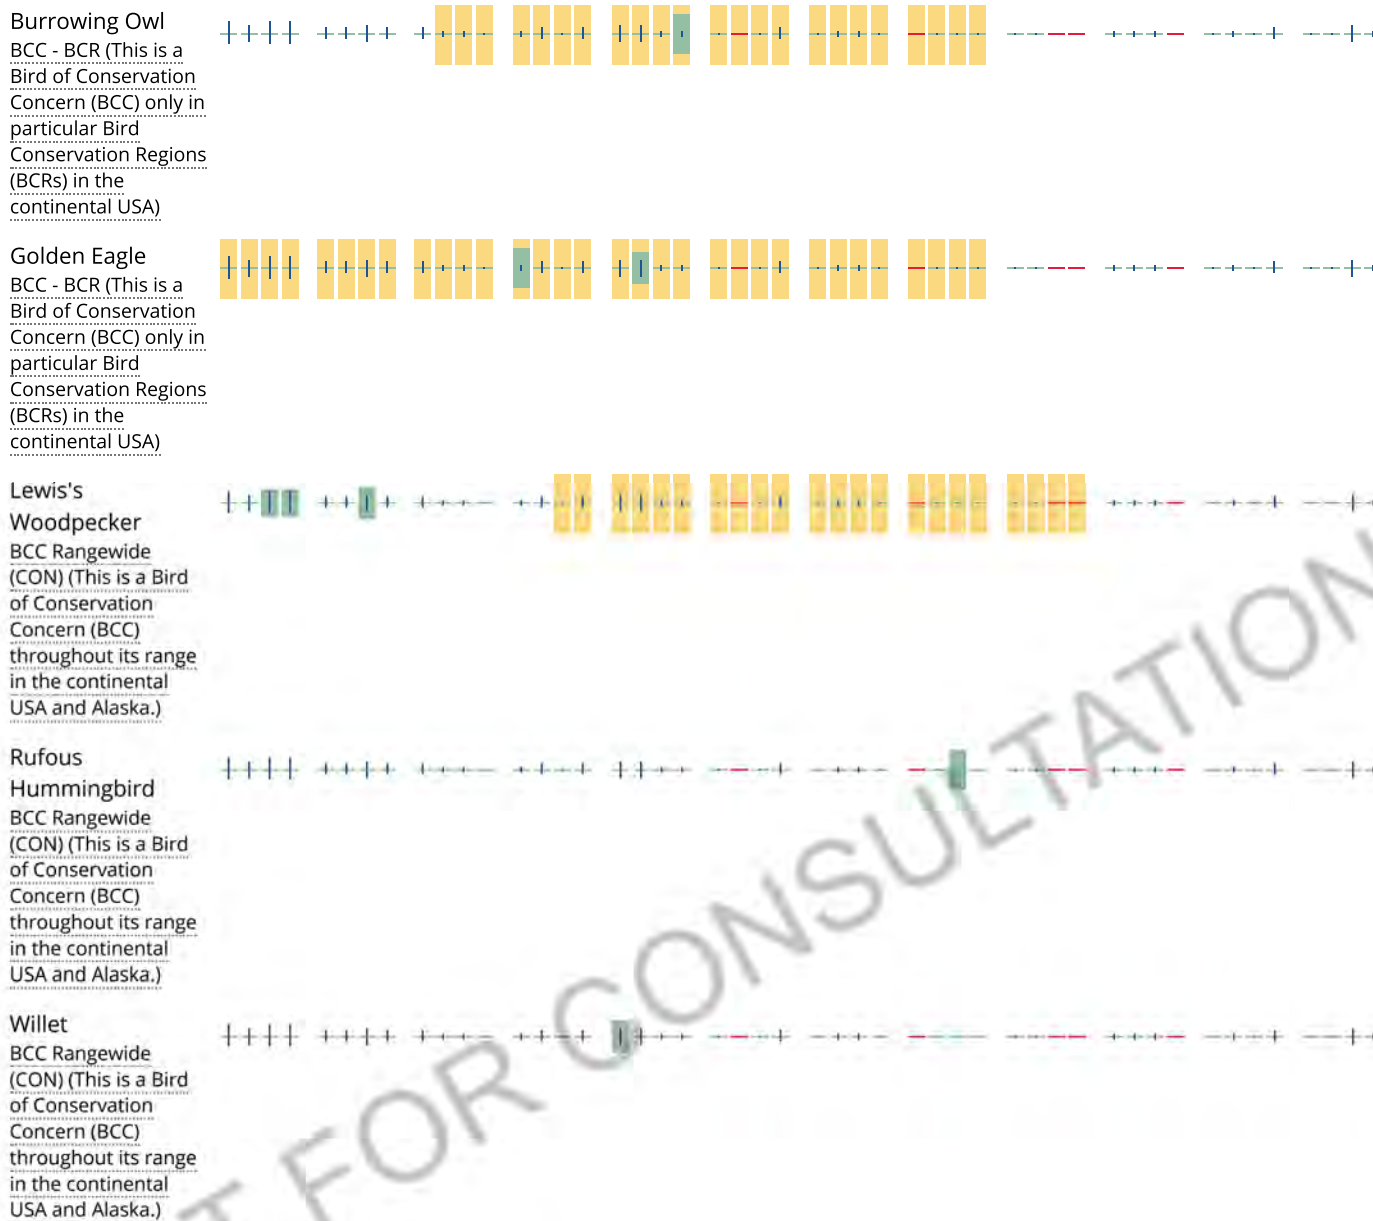 Burrowing Owl
BCC - BCR (This is a
Bird of Conservation
Concern (BCC) only in
particular Bird
Conservation Regions
(BCRs) in the
continental USA)
Golden Eagle
BCC - BCR (This is a
Bird of Conservation
Concern (BCC) only in
particular Bird
Conservation Regions
(BCRs) in the
continental USA)
Lewis's
Woodpecker
BCC Rangewide
(CON) (This is a Bird
of Conservation
Concern (BCC)
throughout its range
in the continental
USA and Alaska.)
Rufous
Hummingbird
BCC Rangewide
(CON) (This is a Bird
of Conservation
Concern (BCC)
throughout its range
in the continental
USA and Alaska.)
Willet
BCC Rangewide
(CON) (This is a Bird
of Conservation
Concern (BCC)
throughout its range
in the continental
USA and Alaska.)
T FOR CONSULTATION